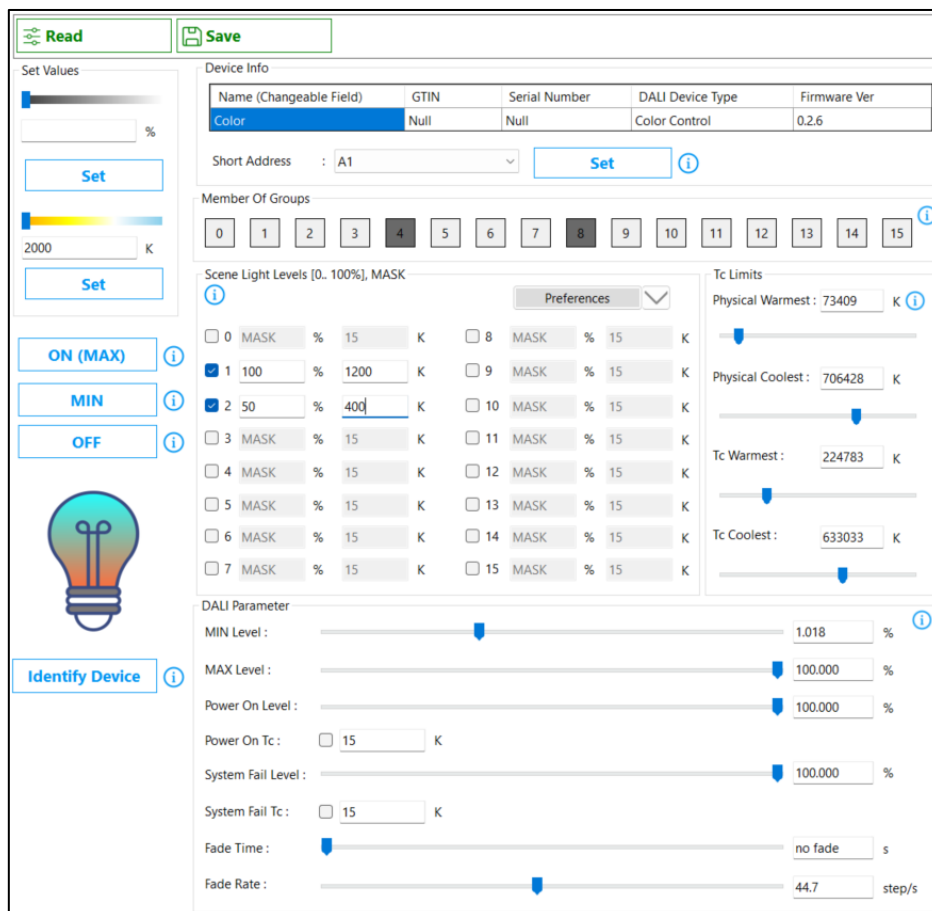 Read
Save
Set Values
%
Set
2000 K
Set
ON (MAX)
MIN
OFF
Identify Device
Device Info
Name (Changeable Field) GTIN Serial Number DALI Device Type Firmware Ver
Color Null Null Color Control 0.2.6
Short Address : A1 Set
Member Of Groups
0 1 2 3 4 5 6 7 8 9 10 11 12 13 14 15
Scene Light Levels [0.. 100%], MASK
Preferences
0 MASK % 15 K 8 MASK % 15 K
1 100 % 1200 K 9 MASK % 15 K
2 50 % 400 K 10 MASK % 15 K
3 MASK % 15 K 11 MASK % 15 K
4 MASK % 15 K 12 MASK % 15 K
5 MASK % 15 K 13 MASK % 15 K
6 MASK % 15 K 14 MASK % 15 K
7 MASK % 15 K 15 MASK % 15 K
Tc Limits
Physical Warmest : 73409 K
Physical Coolest : 706428 K
Tc Warmest : 224783 K
Tc Coolest : 633033 K
DALI Parameter
MIN Level : 1.018 %
MAX Level : 100.000 %
Power On Level : 100.000 %
Power On Tc : 15 K
System Fail Level : 100.000 %
System Fail Tc : 15 K
Fade Time : no fade s
Fade Rate : 44.7 step/s